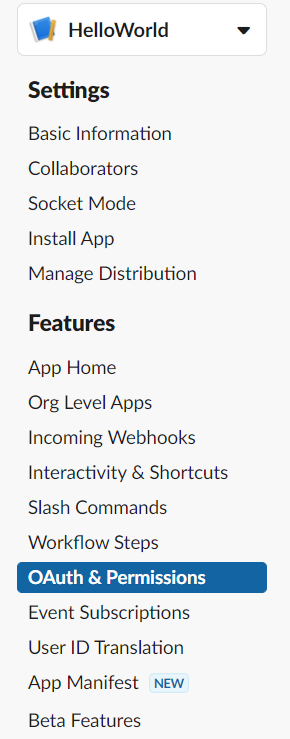 HelloWorld
Settings
Basic Information
Collaborators
Socket Mode
Install App
Manage Distribution
Features
App Home
Org Level Apps
Incoming Webhooks
Interactivity & Shortcuts
Slash Commands
Workflow Steps
OAuth & Permissions
Event Subscriptions
User ID Translation
App Manifest NEW
Beta Features